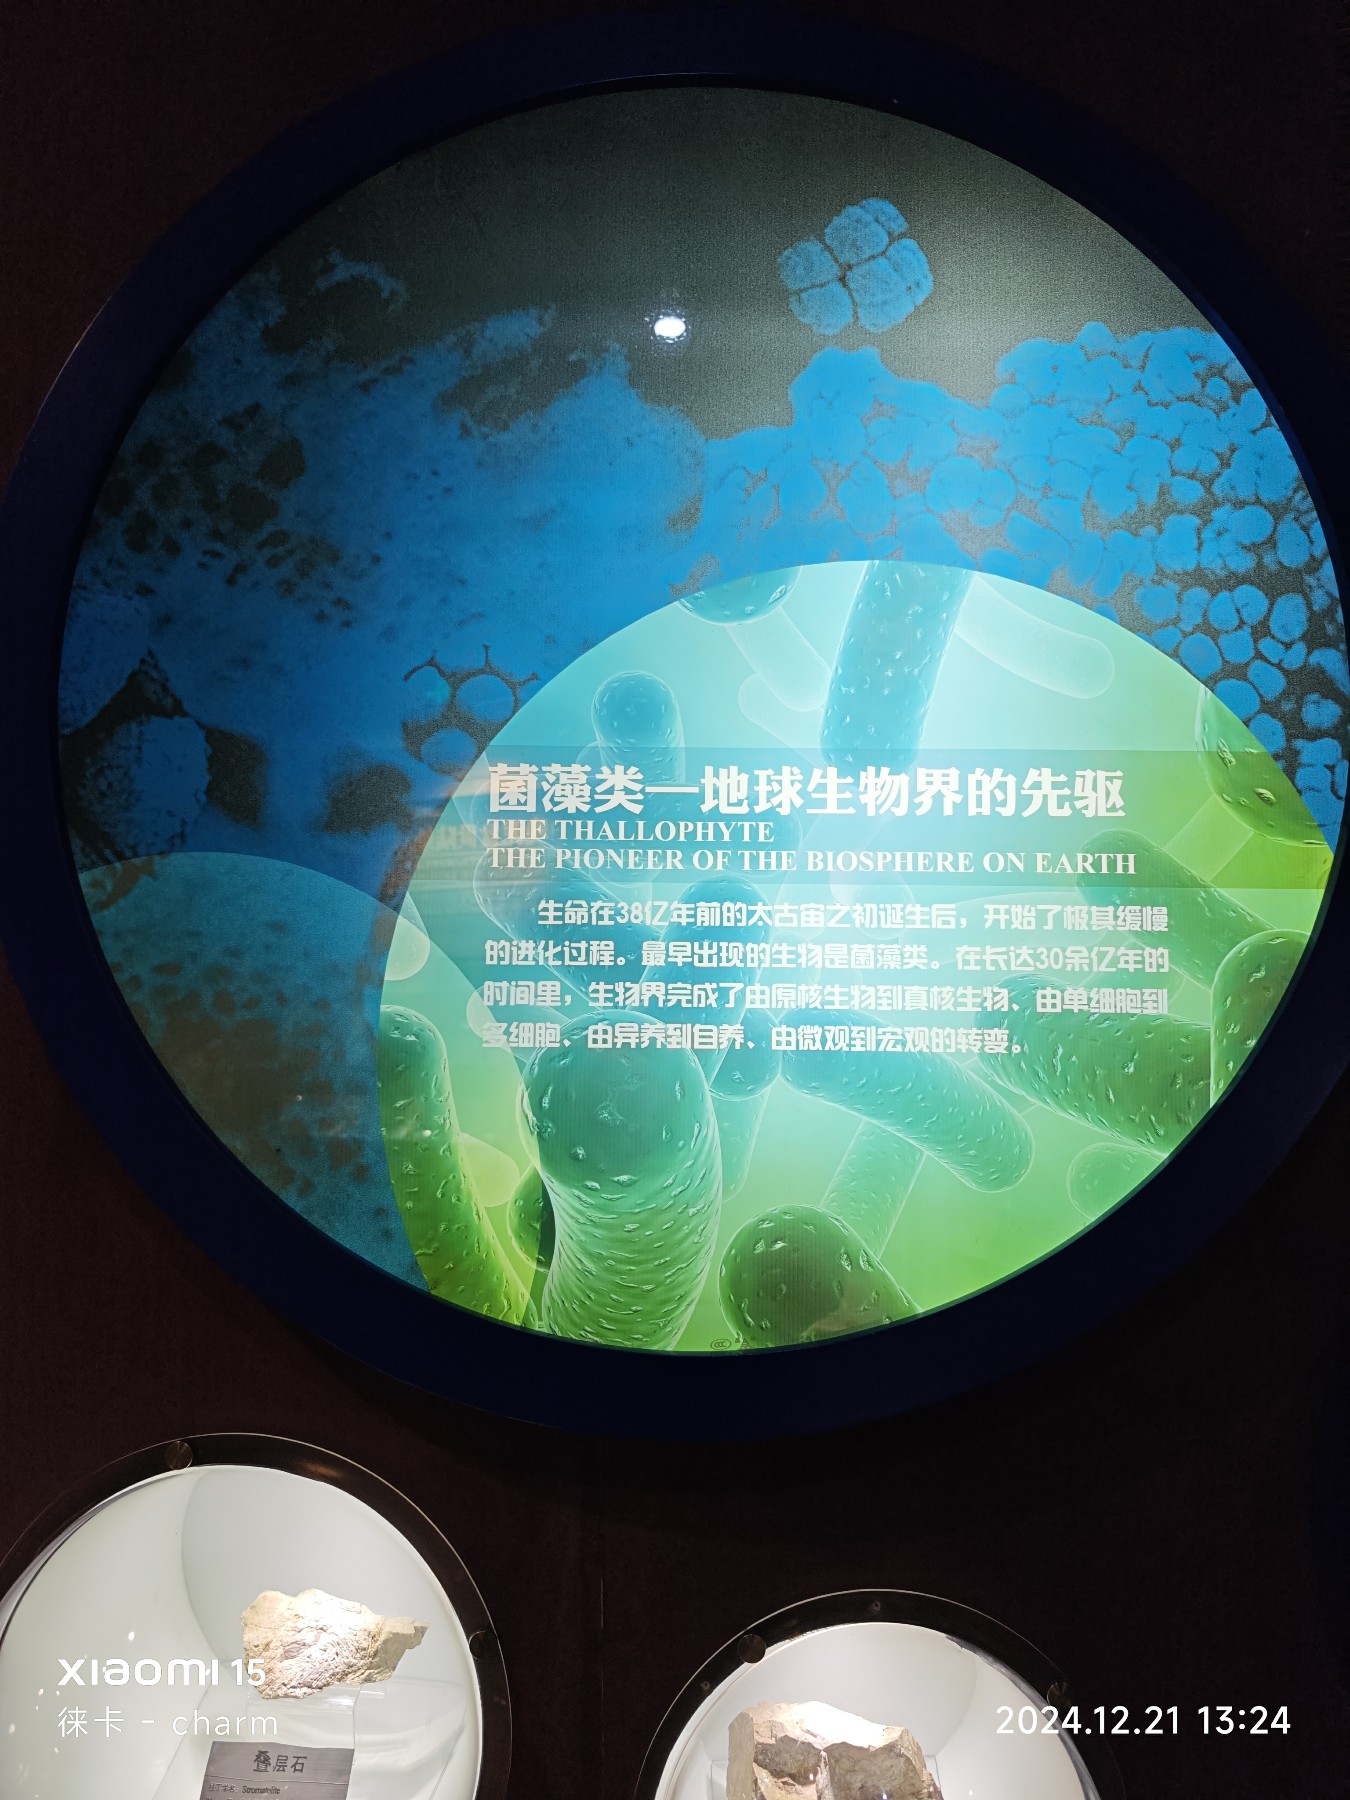 菌藻类—地球生物界的先驱
THE THALLOPHYTE
THE PIONEER OF THE BIOSPHERE ON EARTH
生命在38亿年前的太古宙之初诞生后，开始了极其缓慢
的进化过程。最早出现的生物是菌藻类。在长达30余亿年的
时间里，生物界完成了由原核生物到真核生物、由单细胞到
多细胞、由异养到自养、由微观到宏观的转变。
叠层石
拉丁学名 Stromatolite
xiaomi 15
徕卡 - charm
2024.12.21 13:24